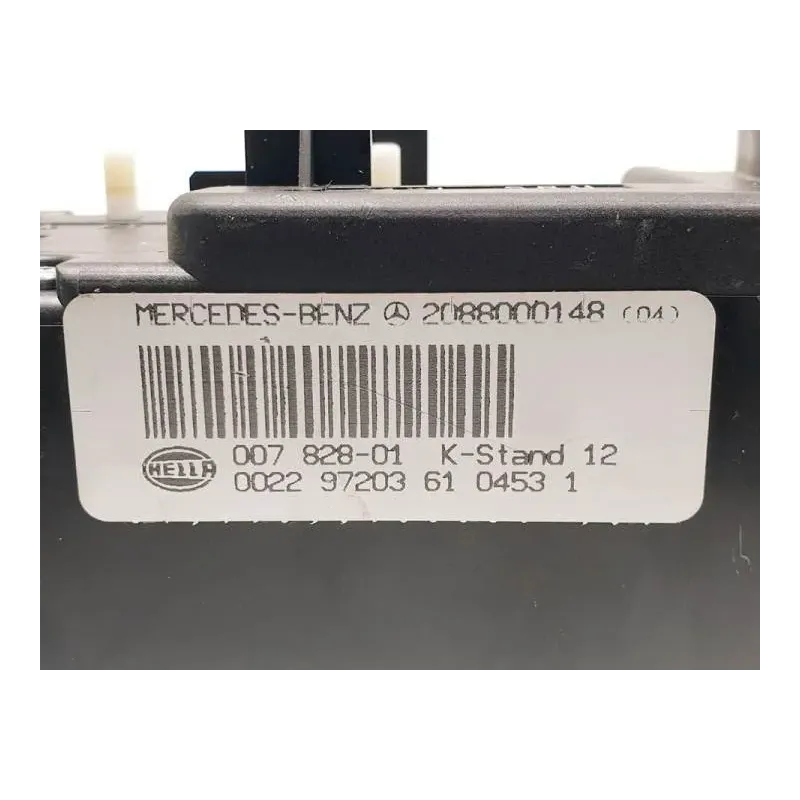 MERCEDES-BENZ 2088000148 (04)
HELLA
007 828-01 K-Stand 12
0022 97203 61 0453 1